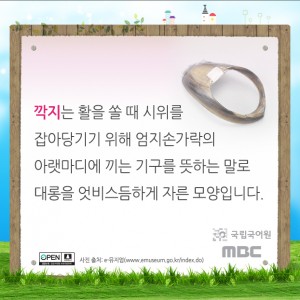 깍지는 활을 쏠 때 시위를
잡아당기기 위해 엄지손가락의
아랫마디에 끼는 기구를 뜻하는 말로
대롱을 엇비스듬하게 자른 모양입니다.
국립국어원
MBC
OPEN
사진 출처: e-뮤지엄(www.emuseum.go.kr/index.do)